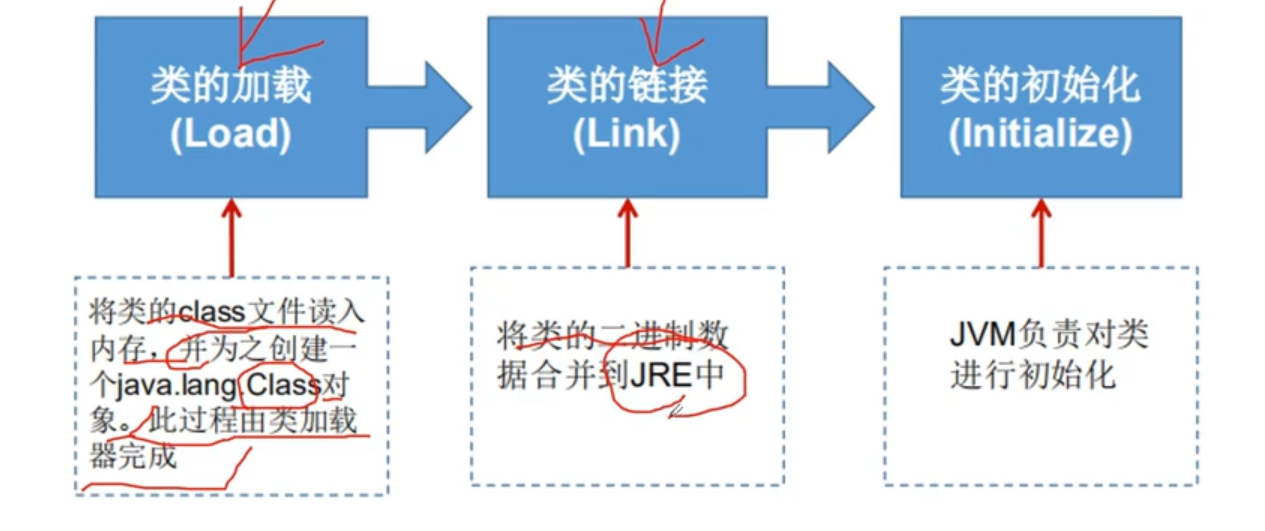 类的加载
(Load)
类的链接
(Link)
类的初始化
(Initialize)
将类的class文件读入
内存，并为之创建一
个java.lang.Class对
象。此过程由类加载
器完成
将类的二进制数
据合并到JRE中
JVM负责对类
进行初始化